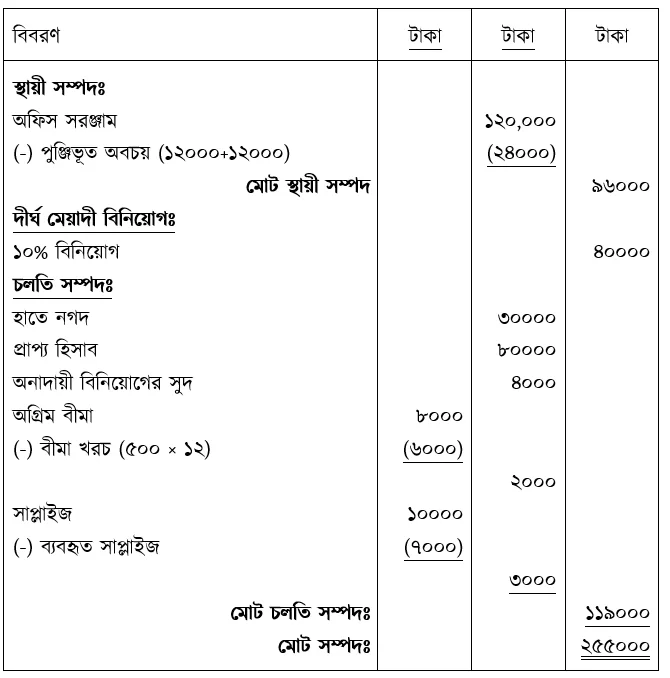 বিবরণ টাকা টাকা টাকা
স্থায়ী সম্পদঃ
অফিস সরঞ্জাম ১২০,০০০
(-) পুঞ্জিভূত অবচয় (১২০০০+১২০০০) (২৪০০০)
মোট স্থায়ী সম্পদ ৯৬০০০
দীর্ঘ মেয়াদী বিনিয়োগঃ
১০% বিনিয়োগ ৪০০০০
চলতি সম্পদঃ
হাতে নগদ ৩০০০০
প্রাপ্য হিসাব ৮০০০০
অনাদায়ী বিনিয়োগের সুদ ৪০০০
অগ্রিম বীমা ৮০০০
(-) বীমা খরচ (৫০০ × ১২) (৬০০০)
২০০০
সাপ্লাইজ ১০০০০
(-) ব্যবহৃত সাপ্লাইজ (৭০০০)
৩০০০
মোট চলতি সম্পদঃ ১১৯০০০
মোট সম্পদঃ ২৫৫০০০